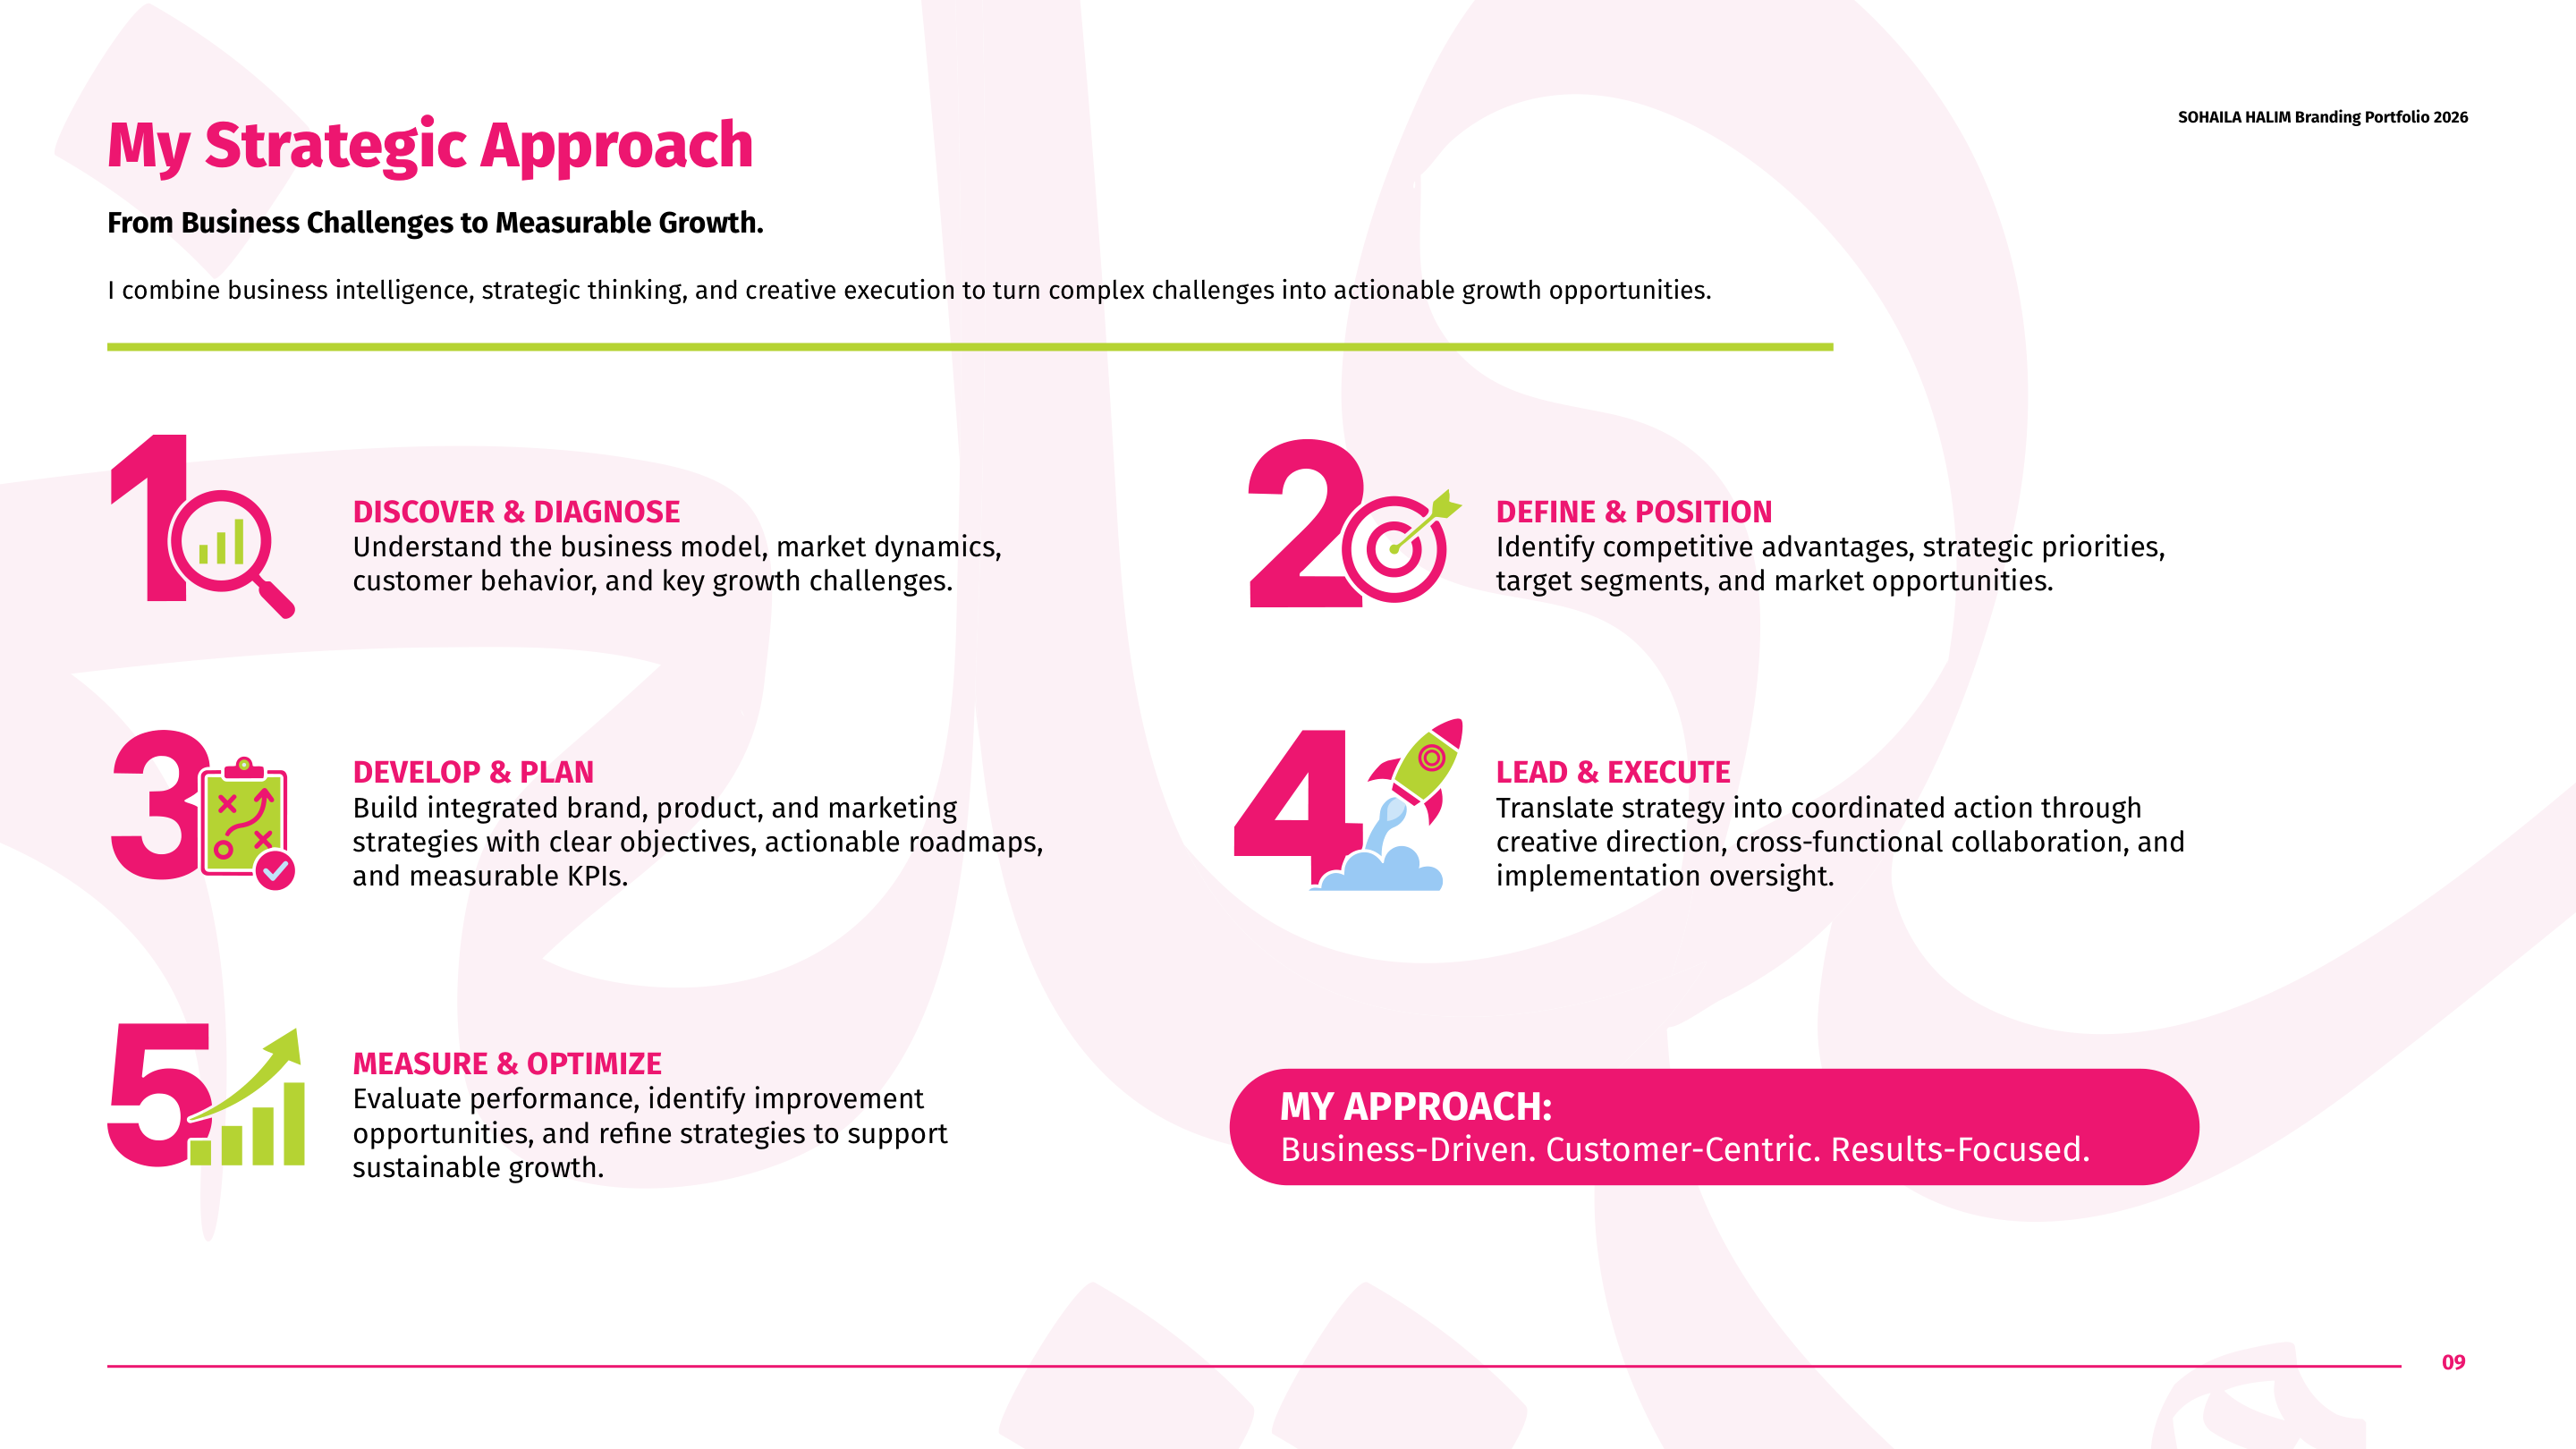 SOHAILA HALIM Branding Portfolio 2026
My Strategic Approach
From Business Challenges to Measurable Growth.
I combine business intelligence, strategic thinking, and creative execution to turn complex challenges into actionable growth opportunities.
1
DISCOVER & DIAGNOSE
Understand the business model, market dynamics,
customer behavior, and key growth challenges.
2
DEFINE & POSITION
Identify competitive advantages, strategic priorities,
target segments, and market opportunities.
3
DEVELOP & PLAN
Build integrated brand, product, and marketing
strategies with clear objectives, actionable roadmaps,
and measurable KPIs.
4
LEAD & EXECUTE
Translate strategy into coordinated action through
creative direction, cross-functional collaboration, and
implementation oversight.
5
MEASURE & OPTIMIZE
Evaluate performance, identify improvement
opportunities, and refine strategies to support
sustainable growth.
MY APPROACH:
Business-Driven. Customer-Centric. Results-Focused.
09